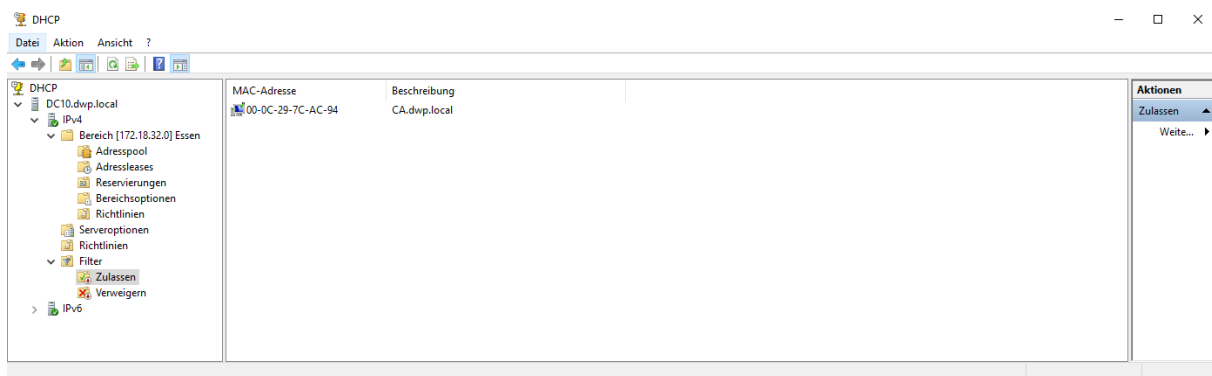 DHCP
Datei Aktion Ansicht ?
DHCP
DC10.dwp.local
IPv4
Bereich [172.18.32.0] Essen
Adresspool
Adressleases
Reservierungen
Bereichsoptionen
Richtlinien
Serveroptionen
Richtlinien
Filter
Zulassen
Verweigern
IPv6
MAC-Adresse Beschreibung
00-0C-29-7C-AC-94 CA.dwp.local
Aktionen
Zulassen
Weite...